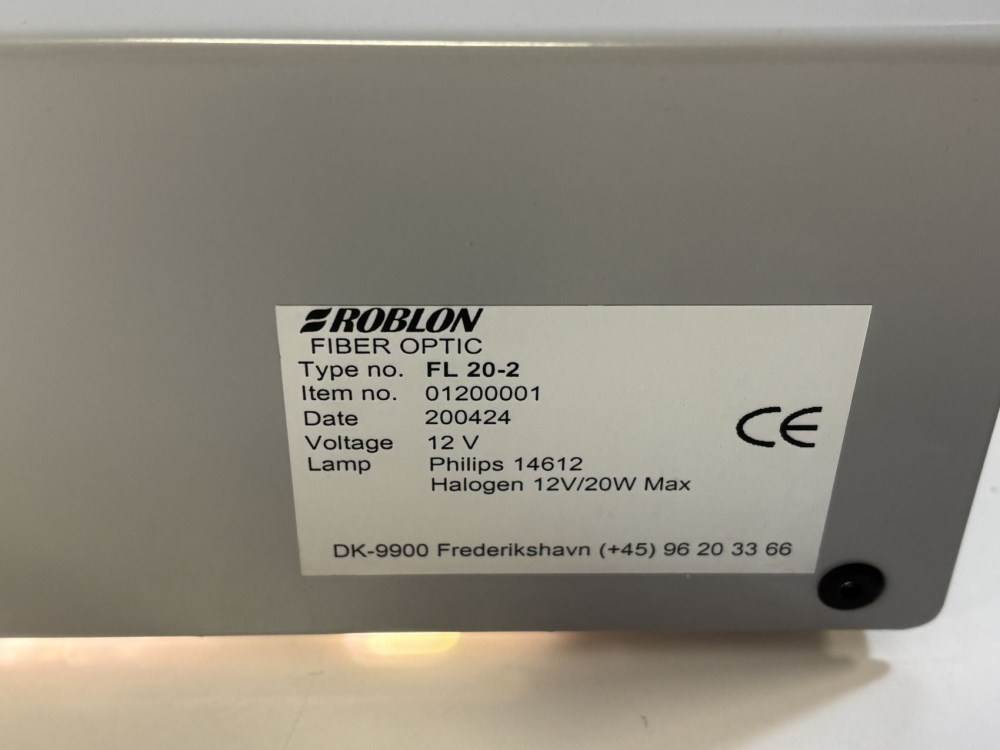 ROBLON
FIBER OPTIC
Type no. FL 20-2
Item no. 01200001
Date 200424
Voltage 12 V
Lamp Philips 14612
Halogen 12V/20W Max
CE
DK-9900 Frederikshavn (+45) 96 20 33 66